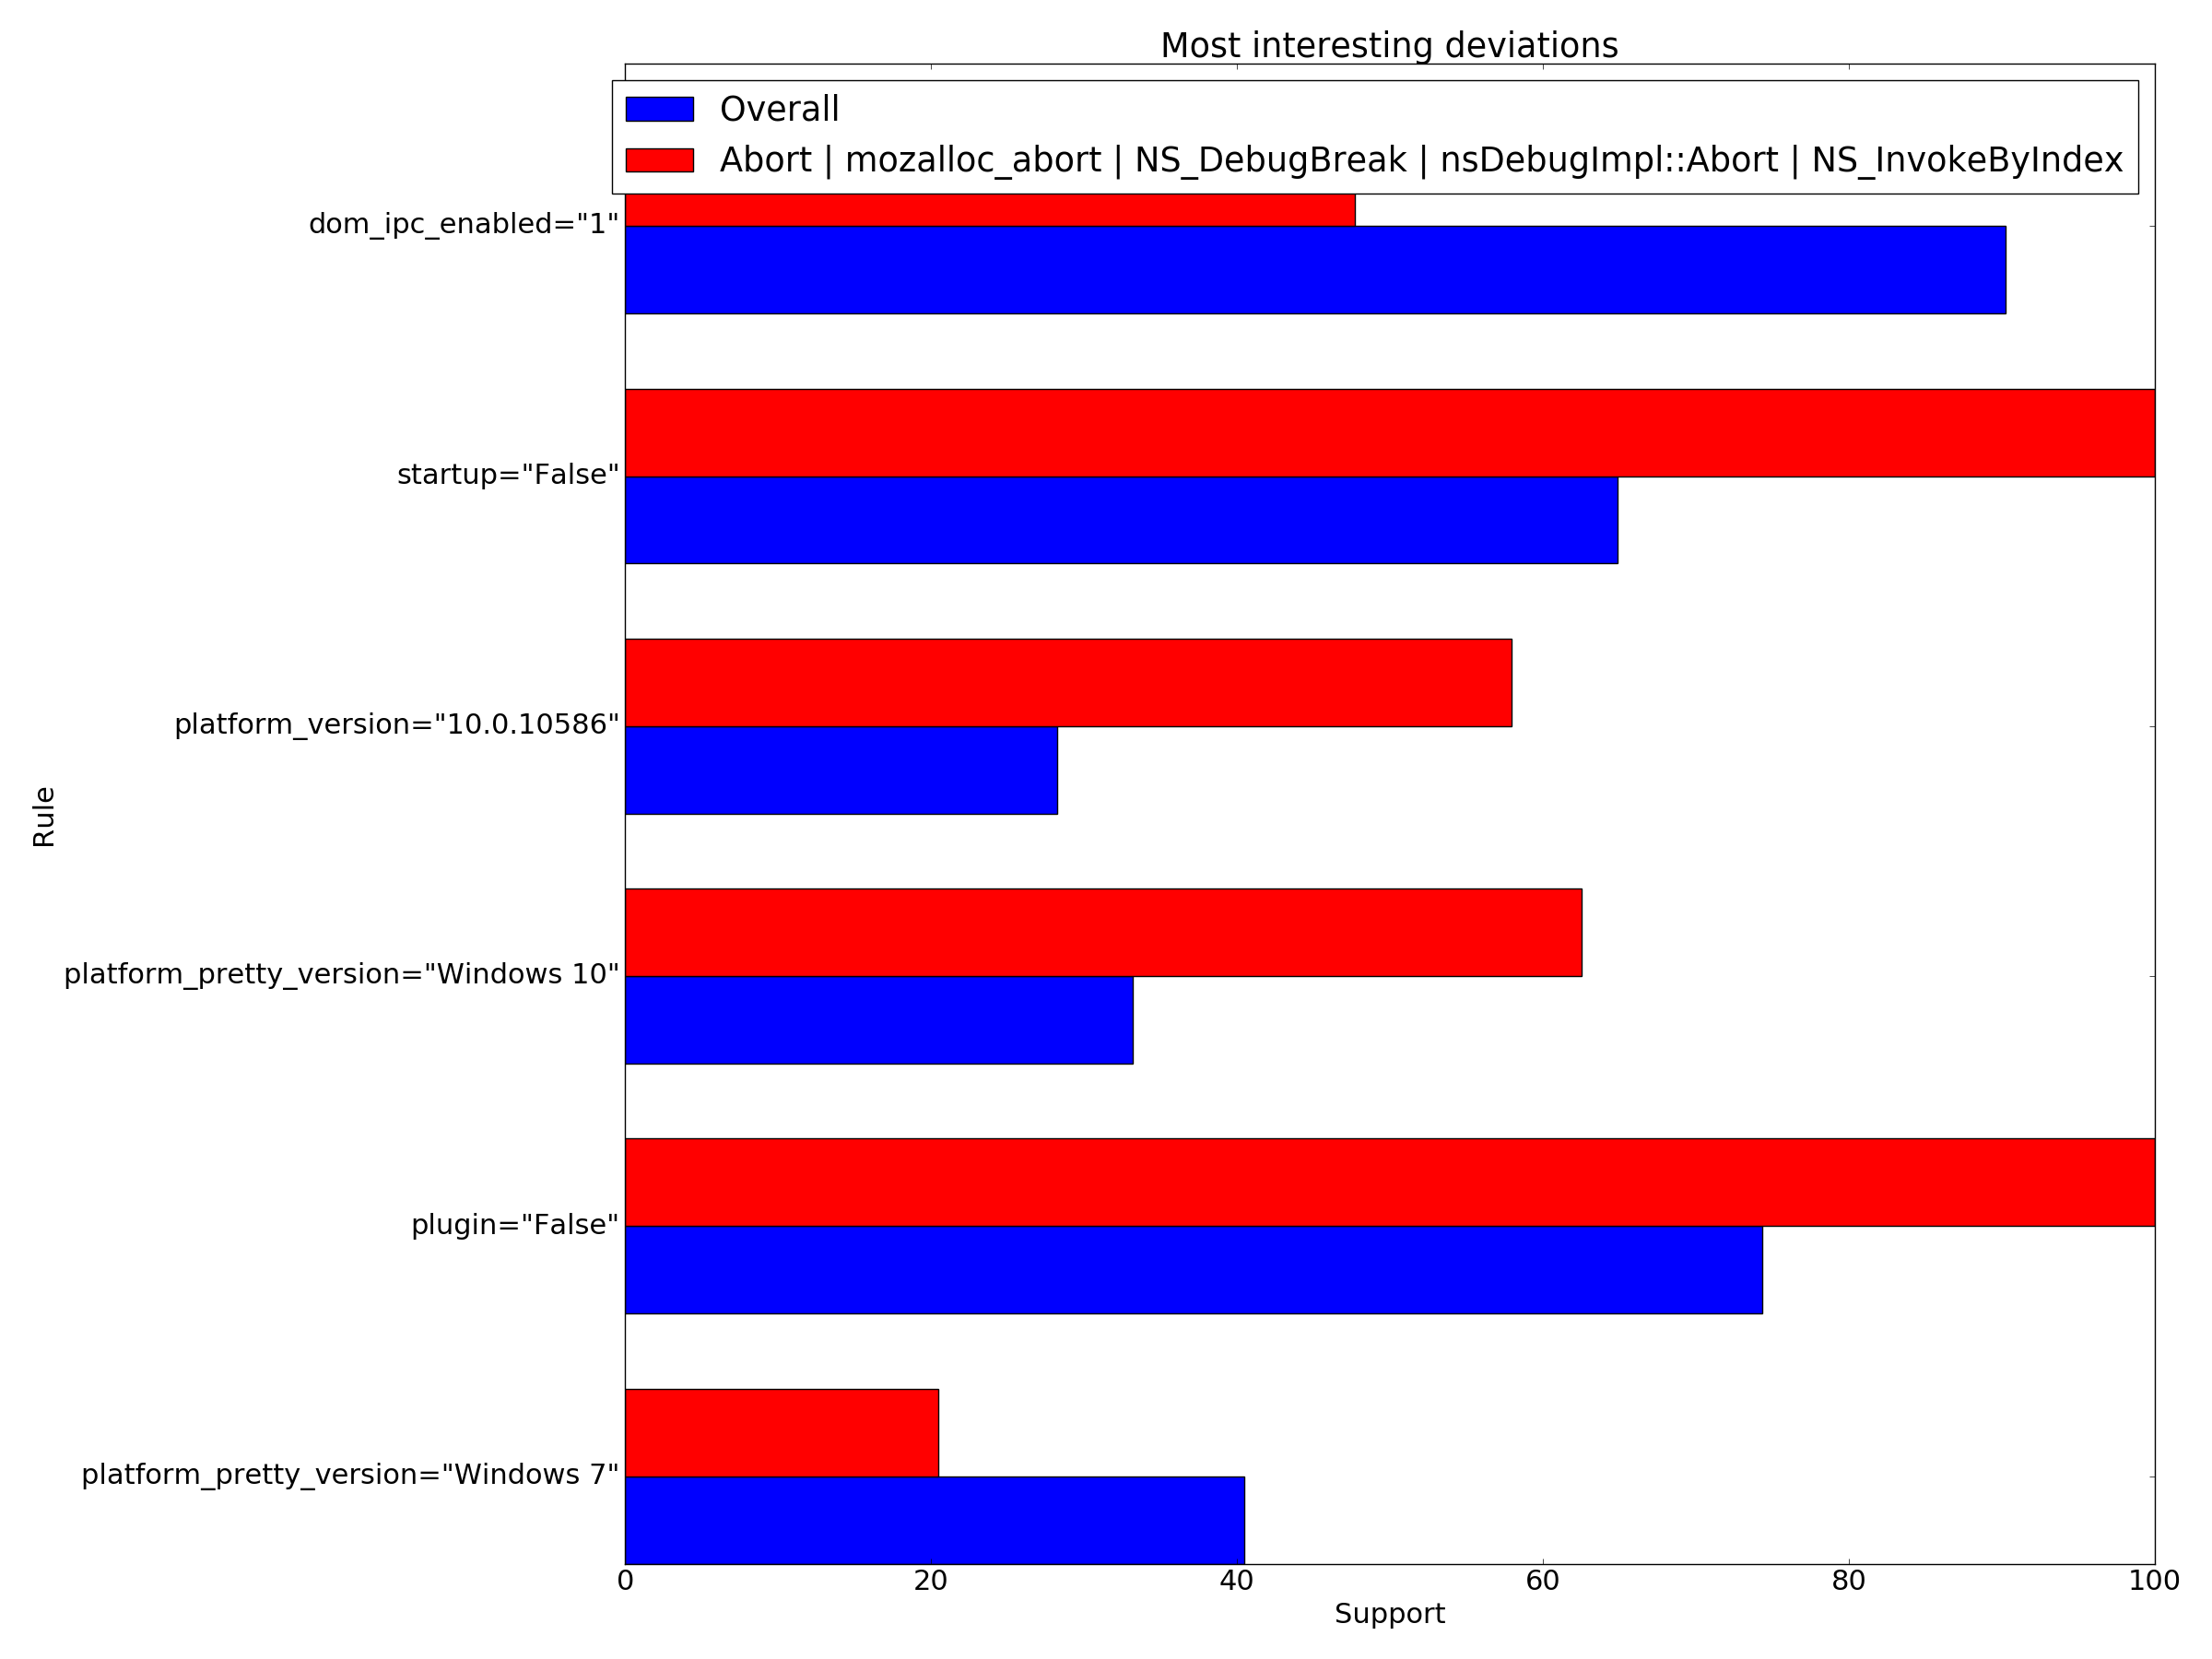 Most interesting deviations
Overall
Abort | mozalloc_abort | NS_DebugBreak | nsDebugImpl::Abort | NS_InvokeByIndex
dom_ipc_enabled="1"
startup="False"
platform_version="10.0.10586"
Rule
platform_pretty_version="Windows 10"
plugin="False"
platform_pretty_version="Windows 7"
0 20 40 60 80 100
Support